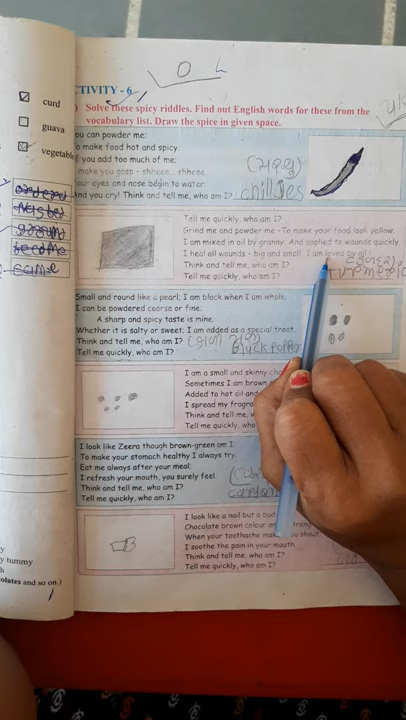 O L
curd
guava
vegetable
CTIVITY - 6
Solve these spicy riddles. Find out English words for these from the
vocabulary list. Draw the spice in given space.
ou can powder me;
o make food hot and spicy.
f you add too much of me;
make you gasp - shheee.. shheee.
our eyes and nose begin to water.
nd you cry! Think and tell me, who am I? chillies
Tell me quickly, who am I?
Grind me and powder me -To make your food look yellow.
I am mixed in oil by granny; And applied to wounds quickly.
I heal all wounds - big and small; I am loved by all.
Think and tell me, who am I?
Tell me quickly, who am I?
Small and round like a pearl; I am black when I am whole.
I can be powdered coarse or fine.
A sharp and spicy taste is mine.
Whether it is salty or sweet; I am added as a special treat.
Think and tell me, who am I?
Tell me quickly, who am I? Black pepper
I am a small and skinny
Sometimes I am brown
Added to hot oil and
I spread my
Think and tell me,
Tell me quickly,
I look like Zeera though brown-green am I;
To make your stomach healthy I always try.
Eat me always after your meal;
I refresh your mouth, you surely feel.
Think and tell me, who am I?
Tell me quickly, who am I?
I look like a nail but a bud
Chocolate brown colour
When your toothache
I soothe the pain in your mouth
Think and tell me, who am I?
Tell me quickly, who am I?
y tummy
olates and so on.)